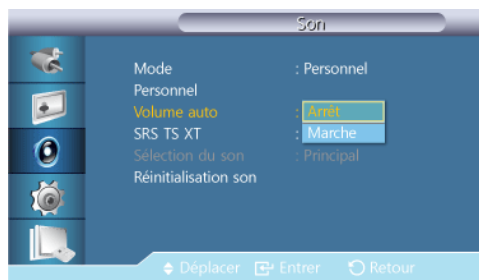 Son
Mode : Personnel
Personnel
Volume auto : Arrêt
SRS TS XT : Marche
Sélection du son : Principal
Réinitialisation son
Déplacer Entrer Retour